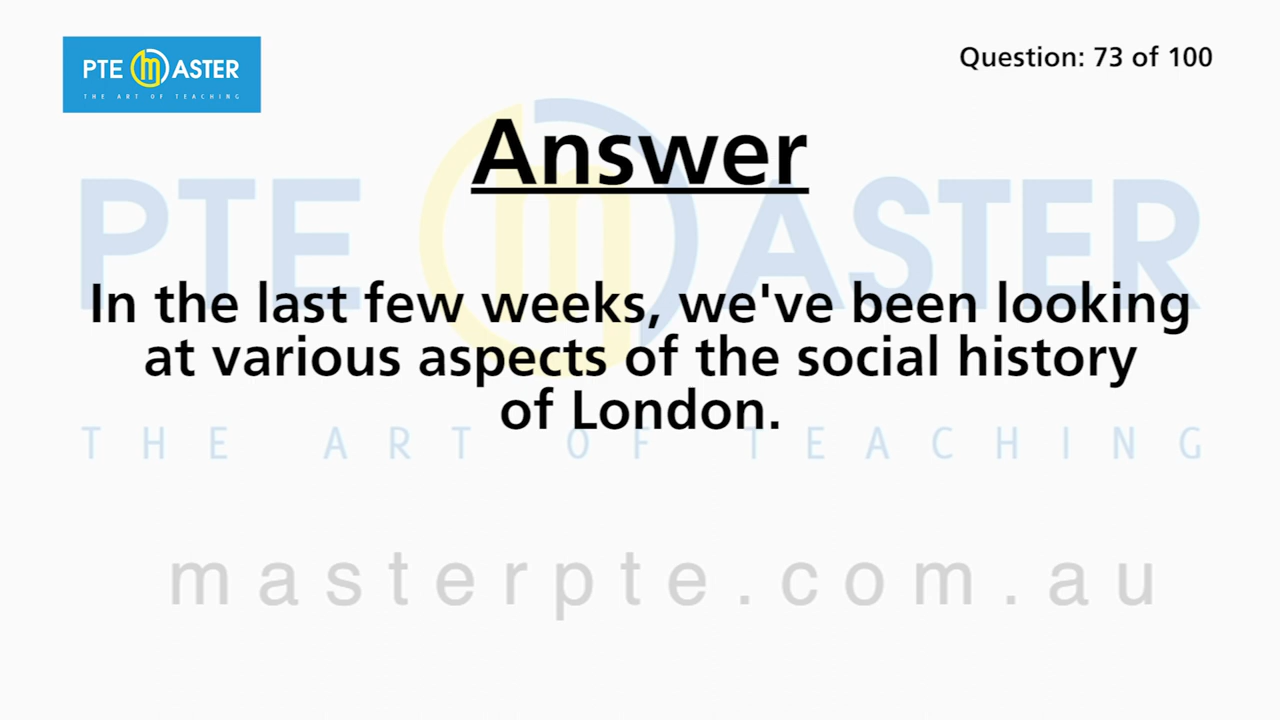 PTE MASTER
THE ART OF TEACHING
Question: 73 of 100
Answer
PTE MASTER
In the last few weeks, we've been looking
at various aspects of the social history
of London.
THE ART OF TEACHING
masterpte.com.au